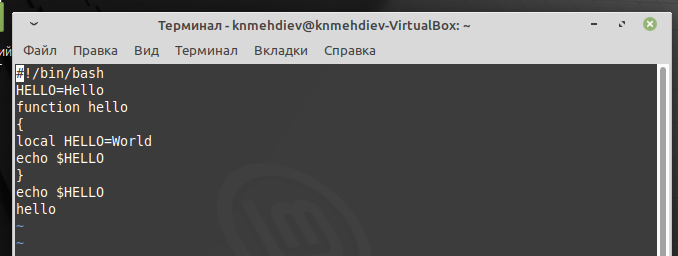 Терминал - knmehdiev@knmehdiev-VirtualBox: ~
Файл Правка Вид Терминал Вкладки Справка
#!/bin/bash
HELLO=Hello
function hello
{
local HELLO=World
echo $HELLO
}
echo $HELLO
hello
~
~